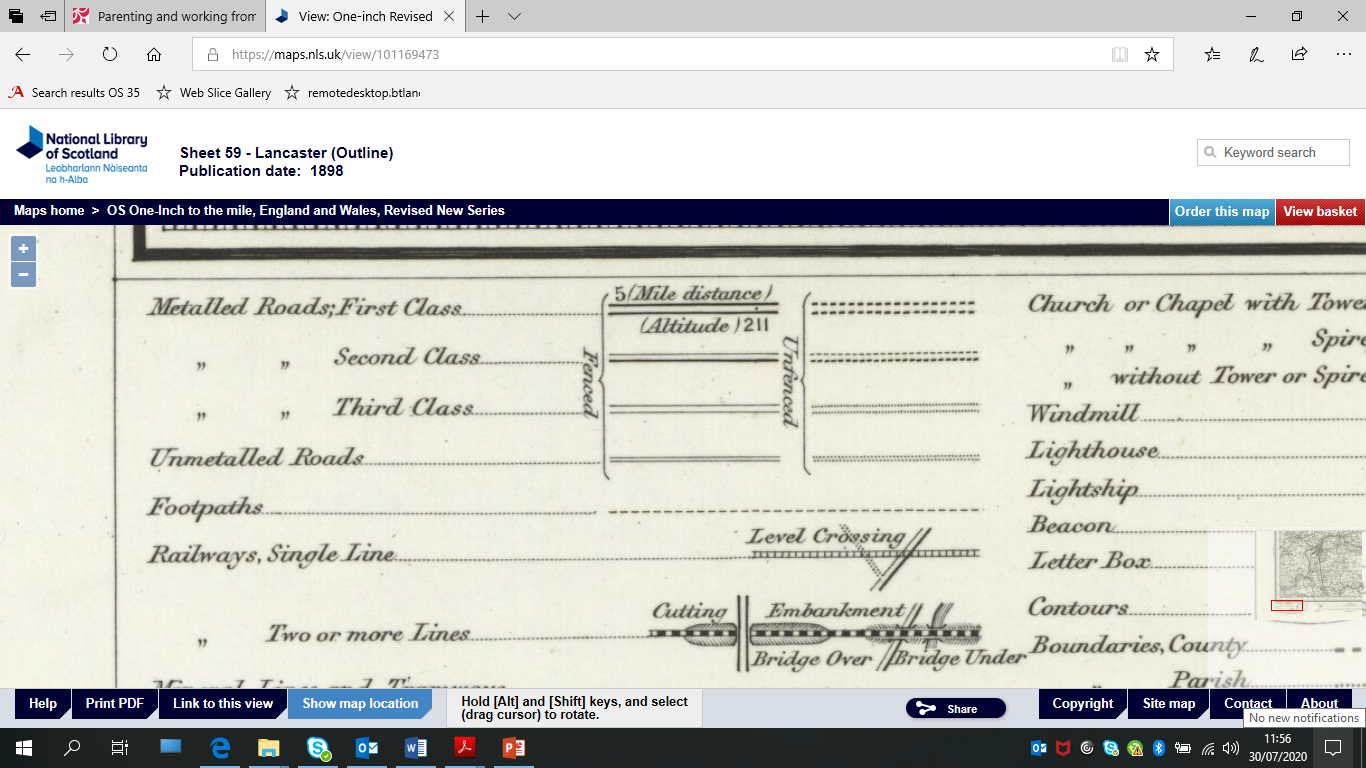 Parenting and working from
View: One-inch Revised
https://maps.nls.uk/view/101169473
Search results OS 35
Web Slice Gallery
remotedesktop.btlan
National Library
of Scotland
Leabharlann Nàiseanta
na h-Alba
Sheet 59 - Lancaster (Outline)
Publication date: 1898
Keyword search
Maps home > OS One-Inch to the mile, England and Wales, Revised New Series
Order this map
View basket
+
−
Metalled Roads; First Class
5 (Mile distance)
(Altitude) 211
„ „ Second Class
„ „ Third Class
Fenced
Unfenced
Unmetalled Roads
Footpaths
Railways, Single Line
Level Crossing
„ Two or more Lines
Cutting
Embankment
Bridge Over
Bridge Under
Mineral Lines and Tramways
Church or Chapel with Tower
„ „ „ „ Spire
„ without Tower or Spire
Windmill
Lighthouse
Lightship
Beacon
Letter Box
Contours
Boundaries, County
„ Parish
Help
Print PDF
Link to this view
Show map location
Hold [Alt] and [Shift] keys, and select
(drag cursor) to rotate.
Share
Copyright
Site map
Contact
About
No new notifications
11:56
30/07/2020